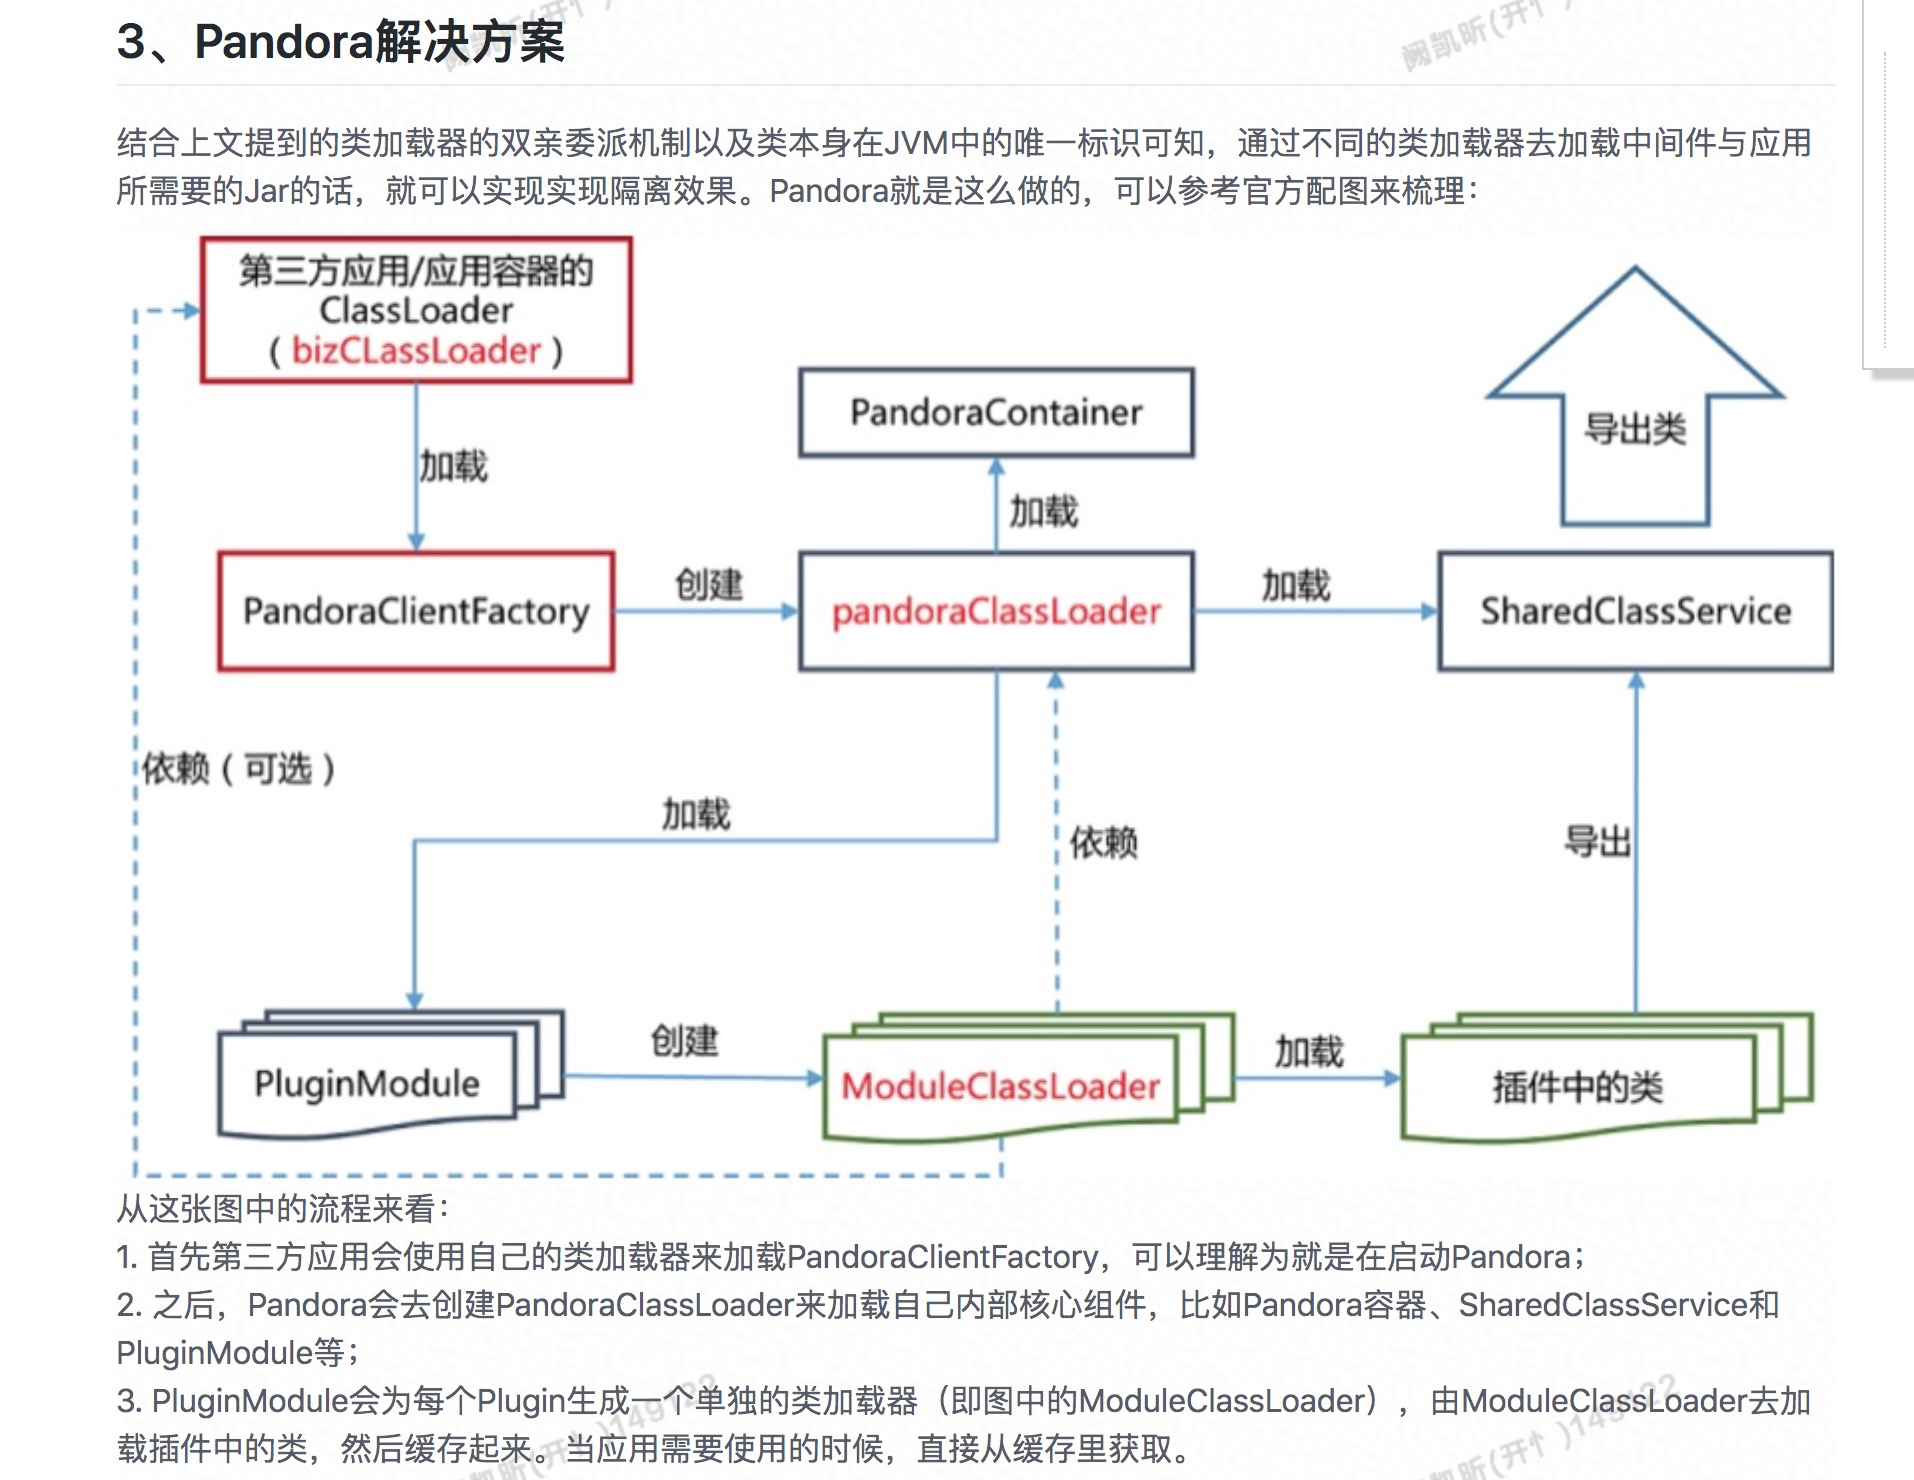 3、Pandora解决方案
结合上文提到的类加载器的双亲委派机制以及类本身在JVM中的唯一标识可知，通过不同的类加载器去加载中间件与应用
所需要的Jar的话，就可以实现实现隔离效果。Pandora就是这么做的，可以参考官方配图来梳理：
第三方应用/应用容器的
ClassLoader
（bizCLassLoader）
加载
PandoraContainer
加载
导出类
PandoraClientFactory
创建
pandoraClassLoader
加载
SharedClassService
依赖（可选）
加载
依赖
导出
PluginModule
创建
ModuleClassLoader
加载
插件中的类
从这张图中的流程来看：
1. 首先第三方应用会使用自己的类加载器来加载PandoraClientFactory，可以理解为就是在启动Pandora；
2. 之后，Pandora会去创建PandoraClassLoader来加载自己内部核心组件，比如Pandora容器、SharedClassService和
PluginModule等；
3. PluginModule会为每个Plugin生成一个单独的类加载器（即图中的ModuleClassLoader），由ModuleClassLoader去加
载插件中的类，然后缓存起来。当应用需要使用的时候，直接从缓存里获取。